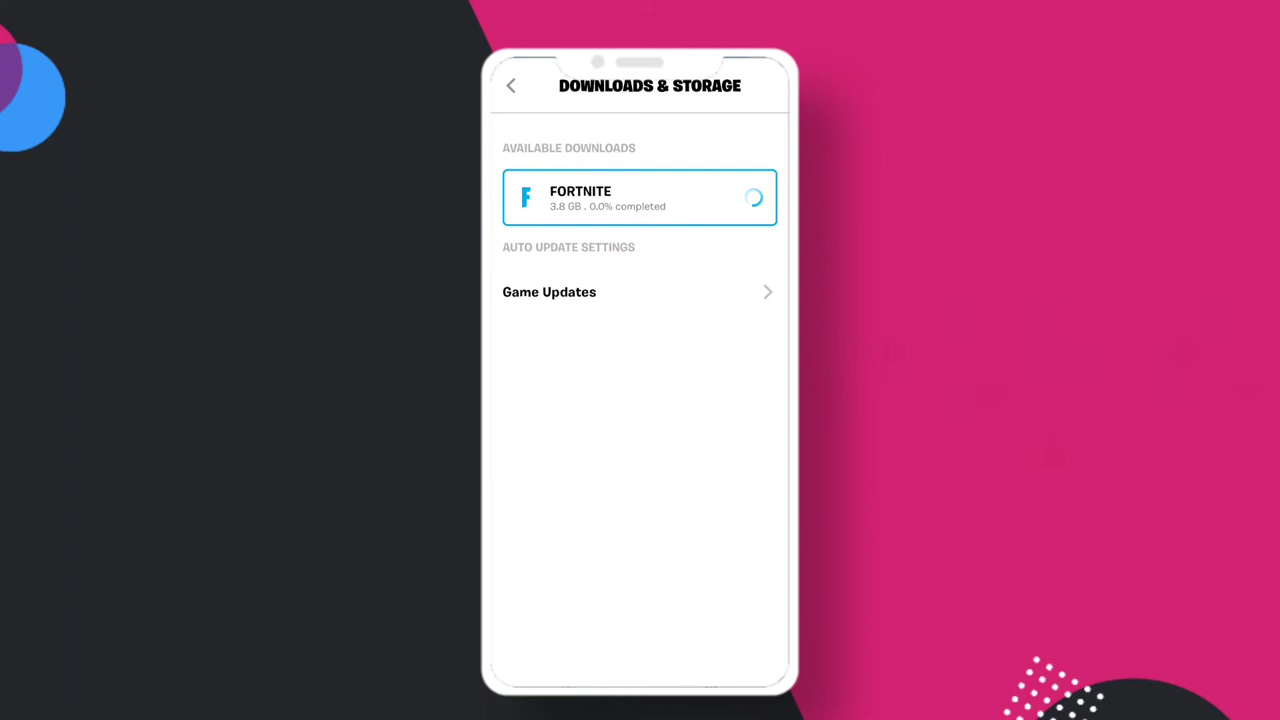 DOWNLOADS & STORAGE
AVAILABLE DOWNLOADS
FORTNITE
3.8 GB . 0.0% completed
AUTO UPDATE SETTINGS
Game Updates